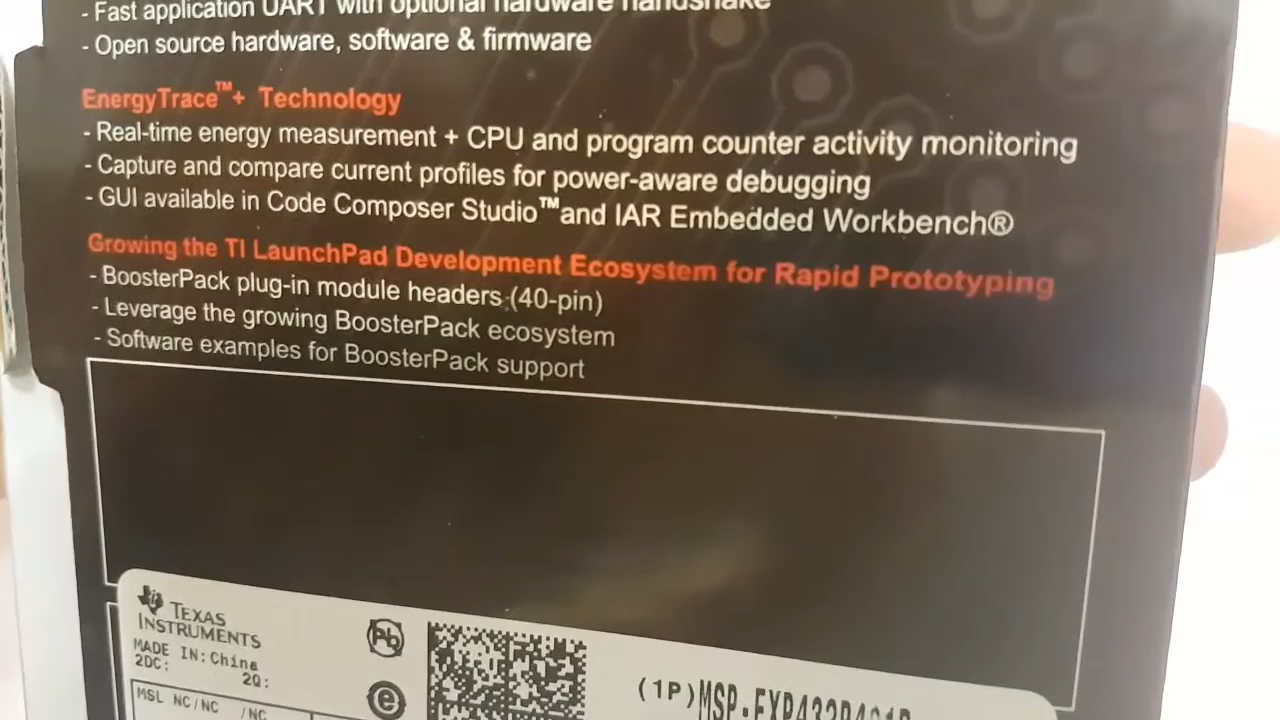 - Fast application UART with optional hardware handshake
- Open source hardware, software & firmware
EnergyTrace™+ Technology
- Real-time energy measurement + CPU and program counter activity monitoring
- Capture and compare current profiles for power-aware debugging
- GUI available in Code Composer Studio™and IAR Embedded Workbench®
Growing the TI LaunchPad Development Ecosystem for Rapid Prototyping
- BoosterPack plug-in module headers (40-pin)
- Leverage the growing BoosterPack ecosystem
- Software examples for BoosterPack support
TEXAS
INSTRUMENTS
MADE IN: China
2DC:
2Q:
MSL NC/NC /NC
Pb
e
(1P)